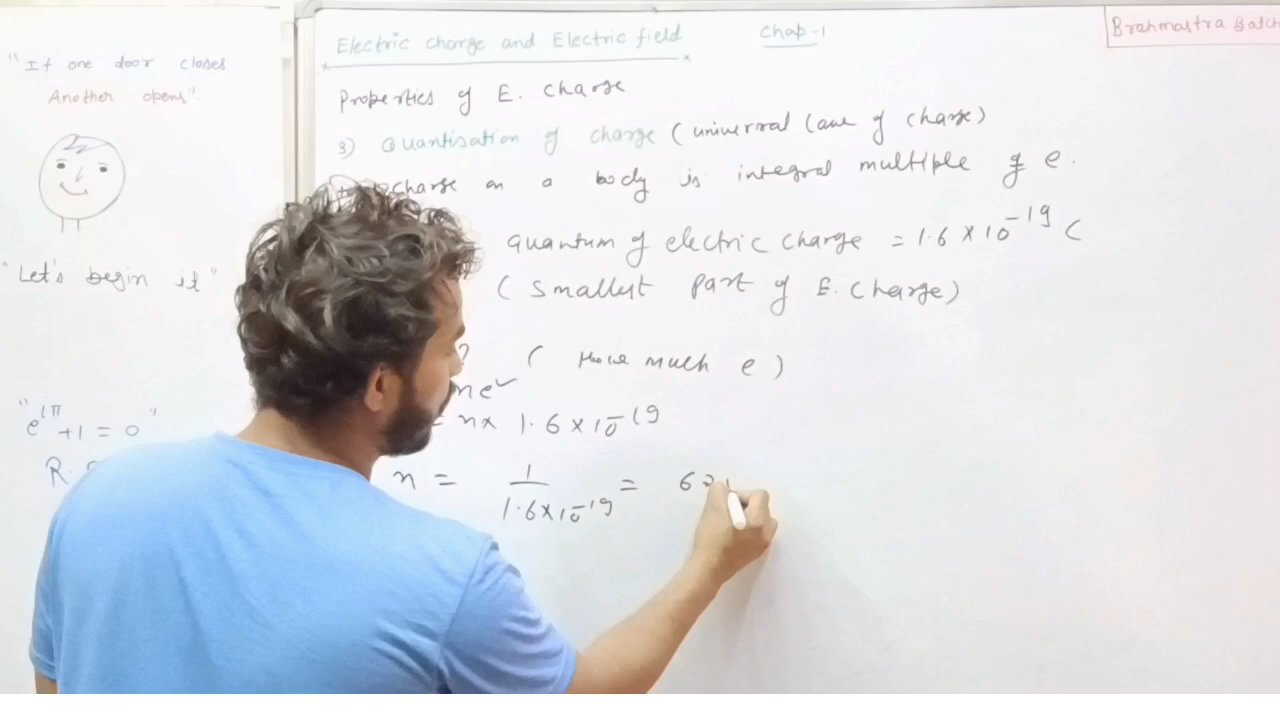 "If one door closes
Another opens".
"Let's begin it"
"e^iπ +1 = 0"
R.
Electric charge and Electric field
Chap-1
Brahmastra Batch
Properties of E. Charge
3) Quantisation of charge (universal law of charge)
charge on a body is integral multiple of e.
quantum of electric charge = 1.6 × 10^-19 C
(Smallest part of E. Charge)
? ( How much e )
ne
= n× 1.6 × 10^-19
n = 1 / 1.6×10^-19 = 62